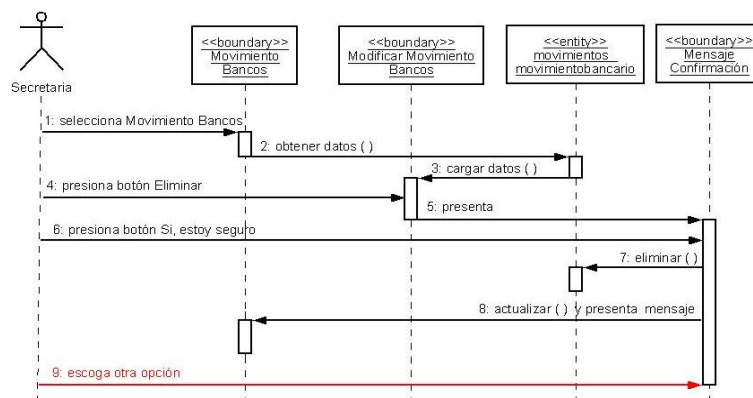 <<boundary>>
Movimiento
Bancos
<<boundary>>
Modificar Movimiento
Bancos
<<entity>>
movimientos
movimientobancario
<<boundary>>
Mensaje
Confirmación
Secretaria
1: selecciona Movimiento Bancos
2: obtener datos ( )
3: cargar datos ( )
4: presiona botón Eliminar
5: presenta
6: presiona botón Si, estoy seguro
7: eliminar ( )
8: actualizar ( ) y presenta mensaje
9: escoga otra opción